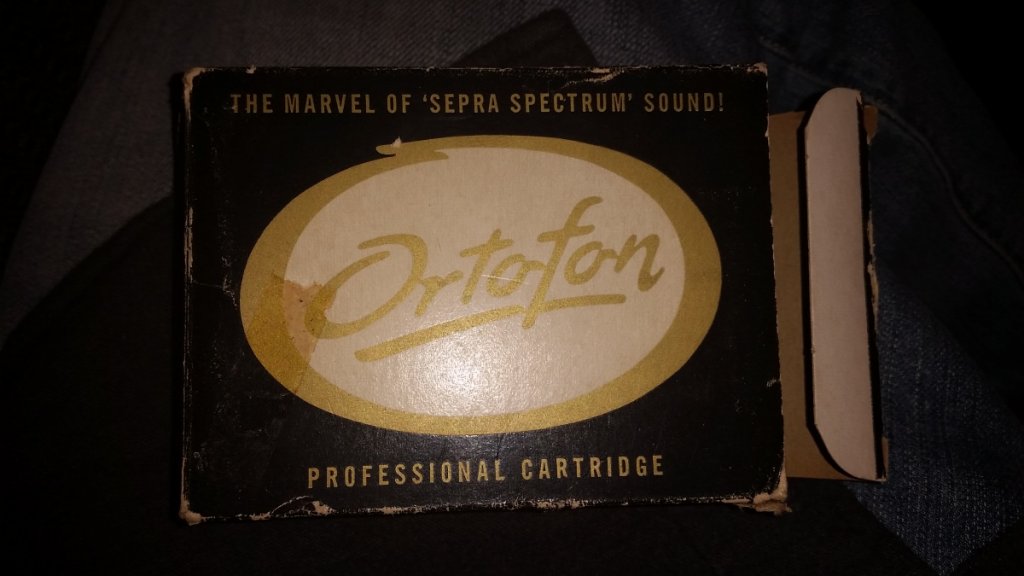 THE MARVEL OF 'SEPRA SPECTRUM' SOUND!
Ortofon
PROFESSIONAL CARTRIDGE